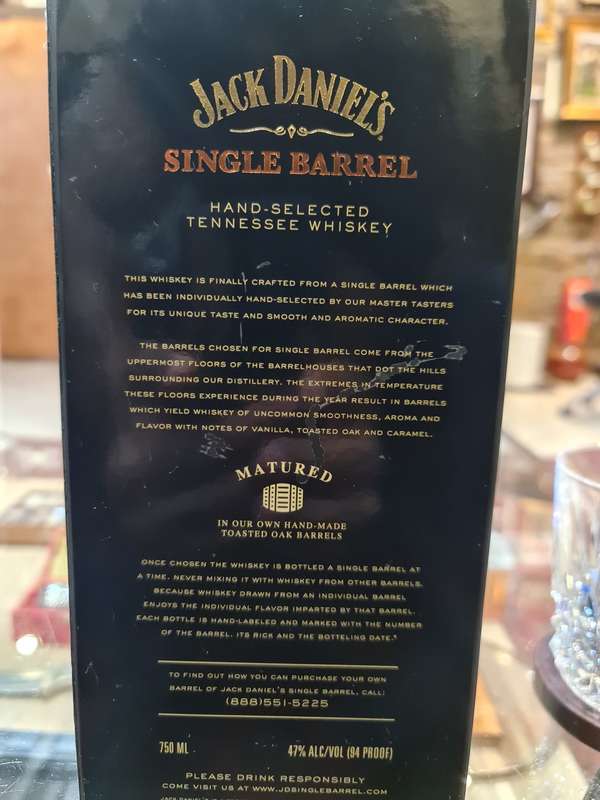 JACK DANIEL'S
SINGLE BARREL
HAND-SELECTED
TENNESSEE WHISKEY
THIS WHISKEY IS FINALLY CRAFTED FROM A SINGLE BARREL WHICH
HAS BEEN INDIVIDUALLY HAND-SELECTED BY OUR MASTER TASTERS
FOR ITS UNIQUE TASTE AND SMOOTH AND AROMATIC CHARACTER.
THE BARRELS CHOSEN FOR SINGLE BARREL COME FROM THE
UPPERMOST FLOORS OF THE BARRELHOUSES THAT DOT THE HILLS
SURROUNDING OUR DISTILLERY. THE EXTREMES IN TEMPERATURE
THESE FLOORS EXPERIENCE DURING THE YEAR RESULT IN BARRELS
WHICH YIELD WHISKEY OF UNCOMMON SMOOTHNESS, AROMA AND
FLAVOR WITH NOTES OF VANILLA, TOASTED OAK AND CARAMEL.
MATURED
IN OUR OWN HAND-MADE
TOASTED OAK BARRELS
ONCE CHOSEN THE WHISKEY IS BOTTLED A SINGLE BARREL AT
A TIME. NEVER MIXING IT WITH WHISKEY FROM OTHER BARRELS.
BECAUSE WHISKEY DRAWN FROM AN INDIVIDUAL BARREL
ENJOYS THE INDIVIDUAL FLAVOR IMPARTED BY THAT BARREL.
EACH BOTTLE IS HAND-LABELED AND MARKED WITH THE NUMBER
OF THE BARREL, ITS RICK AND THE BOTTELING DATE."
TO FIND OUT HOW YOU CAN PURCHASE YOUR OWN
BARREL OF JACK DANIEL'S SINGLE BARREL, CALL:
(888)551-5225
750 ML 47% ALC/VOL (94 PROOF)
PLEASE DRINK RESPONSIBLY
COME VISIT US AT WWW.JDSINGLEBARREL.COM
JACK DANIEL'S